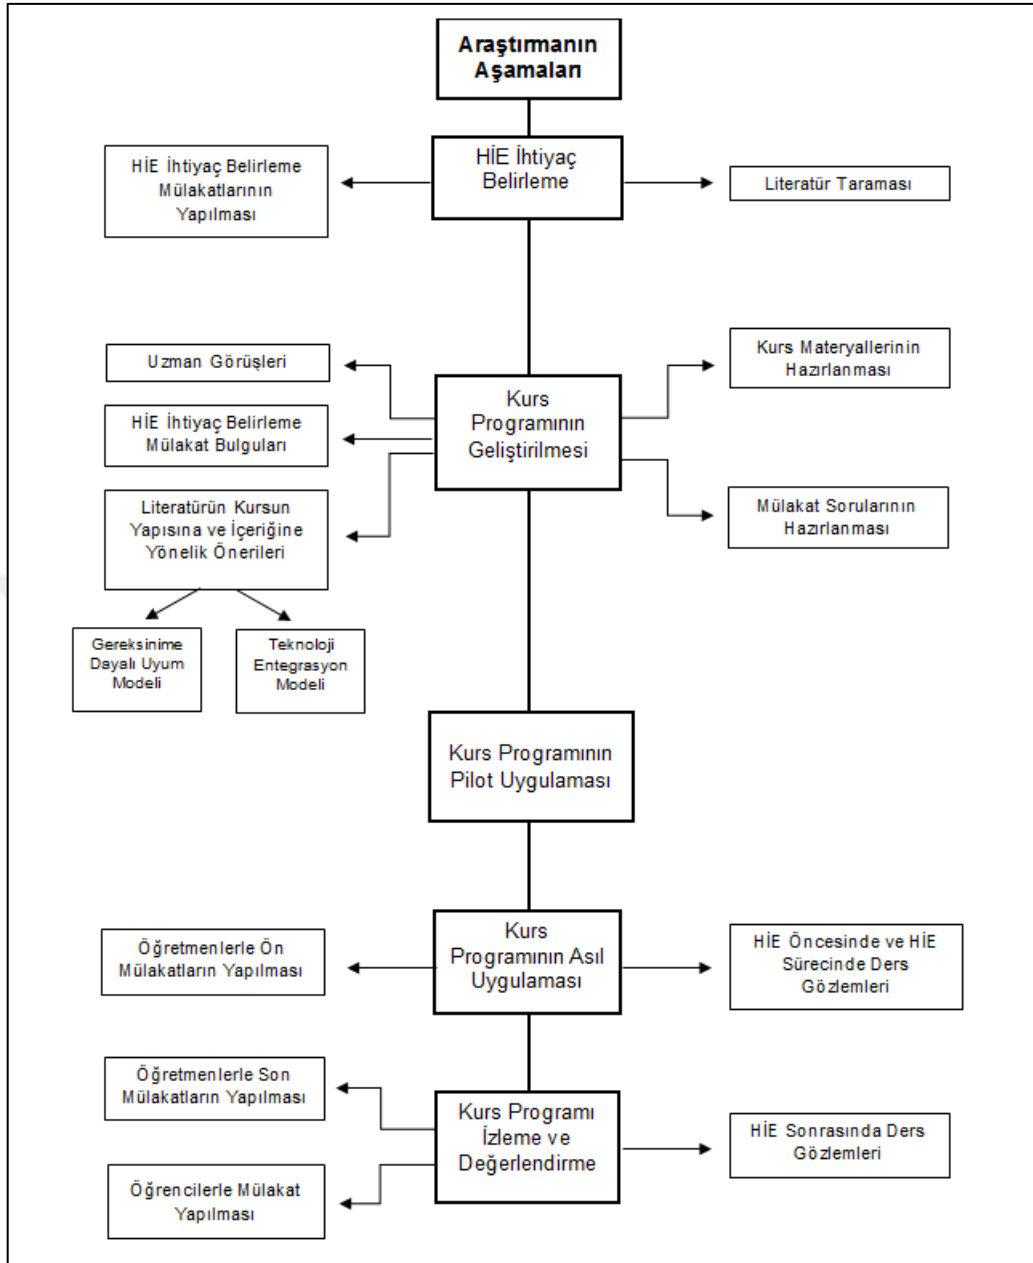 Araştırmanın
Aşamaları
HİE İhtiyaç
Belirleme
HİE İhtiyaç Belirleme
Mülakatlarının
Yapılması
Literatür Taraması
Uzman Görüşleri
Kurs Materyallerinin
Hazırlanması
Kurs
Programının
Geliştirilmesi
HİE İhtiyaç Belirleme
Mülakat Bulguları
Literatürün Kursun
Yapısına ve İçeriğine
Yönelik Önerileri
Mülakat Sorularının
Hazırlanması
Gereksinime
Dayalı Uyum
Modeli
Teknoloji
Entegrasyon
Modeli
Kurs Programının
Pilot Uygulaması
Kurs
Programının Asıl
Uygulaması
Öğretmenlerle Ön
Mülakatların Yapılması
HİE Öncesinde ve HİE
Sürecinde Ders
Gözlemleri
Öğretmenlerle Son
Mülakatların Yapılması
Kurs Programı
İzleme ve
Değerlendirme
HİE Sonrasında Ders
Gözlemleri
Öğrencilerle Mülakat
Yapılması